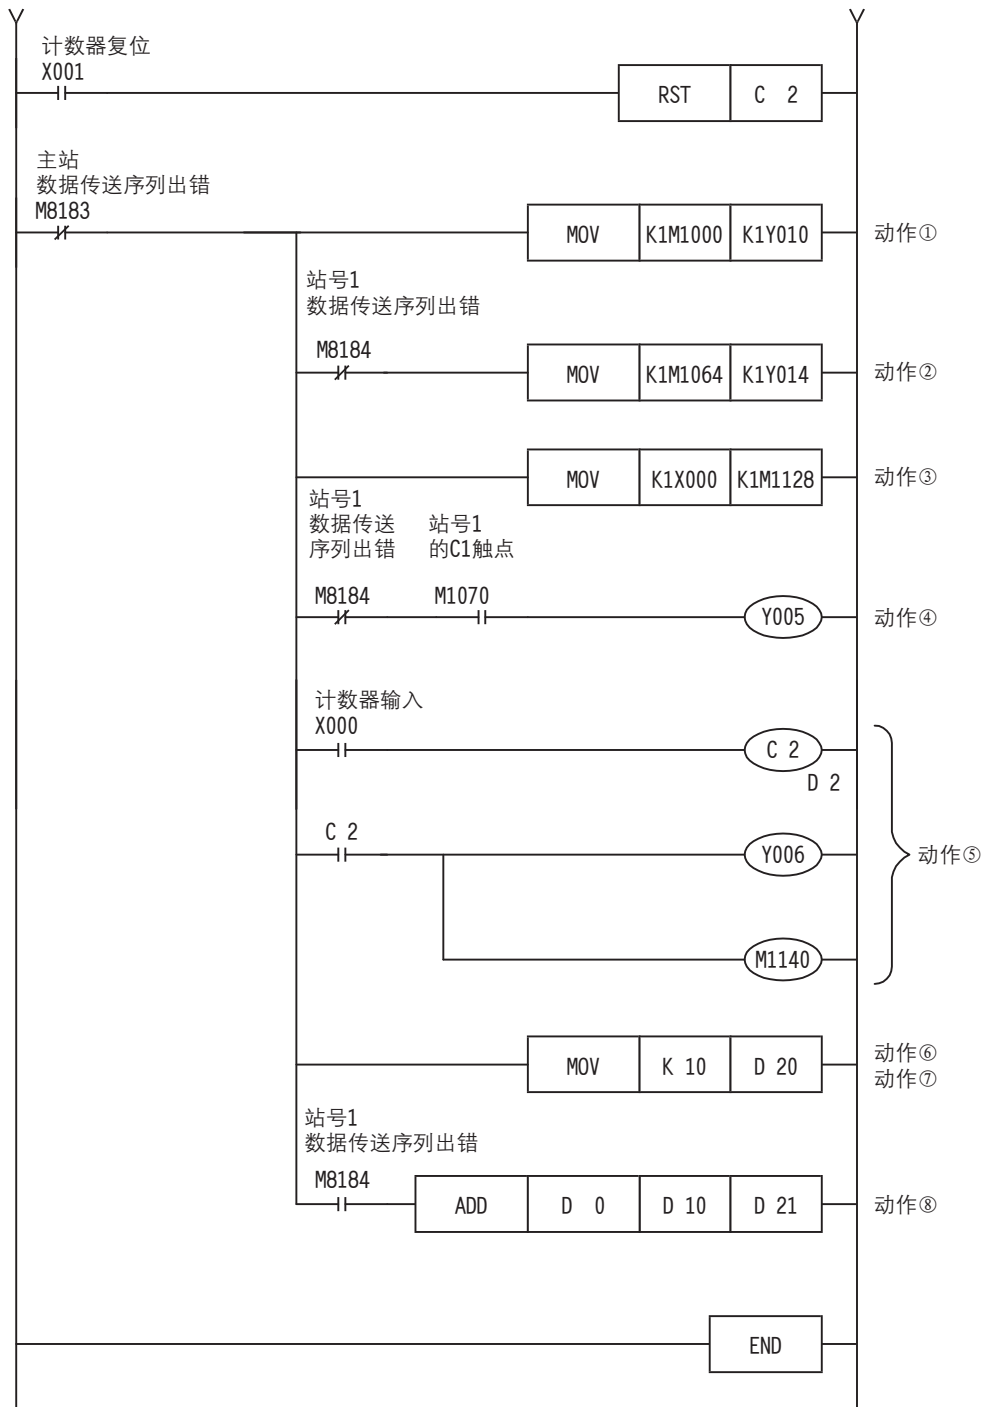 计数器复位
X001
RST
C 2
主站
数据传送序列出错
M8183
MOV
K1M1000
K1Y010
动作①
站号1
数据传送序列出错
M8184
MOV
K1M1064
K1Y014
动作②
MOV
K1X000
K1M1128
动作③
站号1
数据传送
序列出错
站号1
的C1触点
M8184
M1070
Y005
动作④
计数器输入
X000
C 2
D 2
C 2
Y006
动作⑤
M1140
MOV
K 10
D 20
动作⑥
动作⑦
站号1
数据传送序列出错
M8184
ADD
D 0
D 10
D 21
动作⑧
END